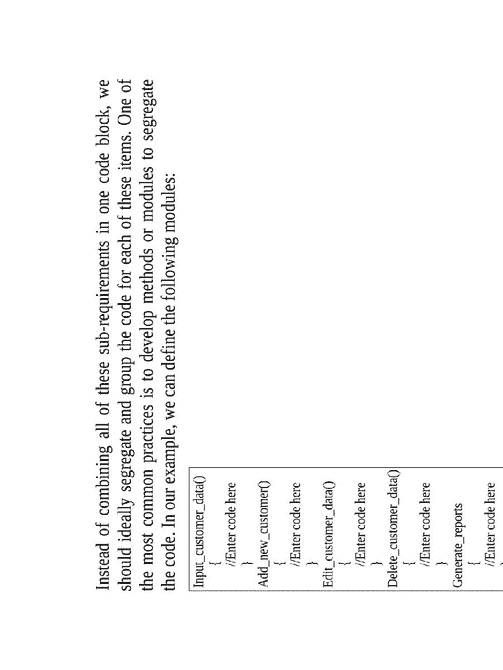 Instead of combining all of these sub-requirements in one code block, we
should ideally segregate and group the code for each of these items. One of
the most common practices is to develop methods or modules to segregate
the code. In our example, we can define the following modules:
Input_customer_data()
{
//Enter code here
}
Add_new_customer()
{
//Enter code here
}
Edit_customer_data()
{
//Enter code here
}
Delete_customer_data()
{
//Enter code here
}
Generate_reports
{
//Enter code here
}